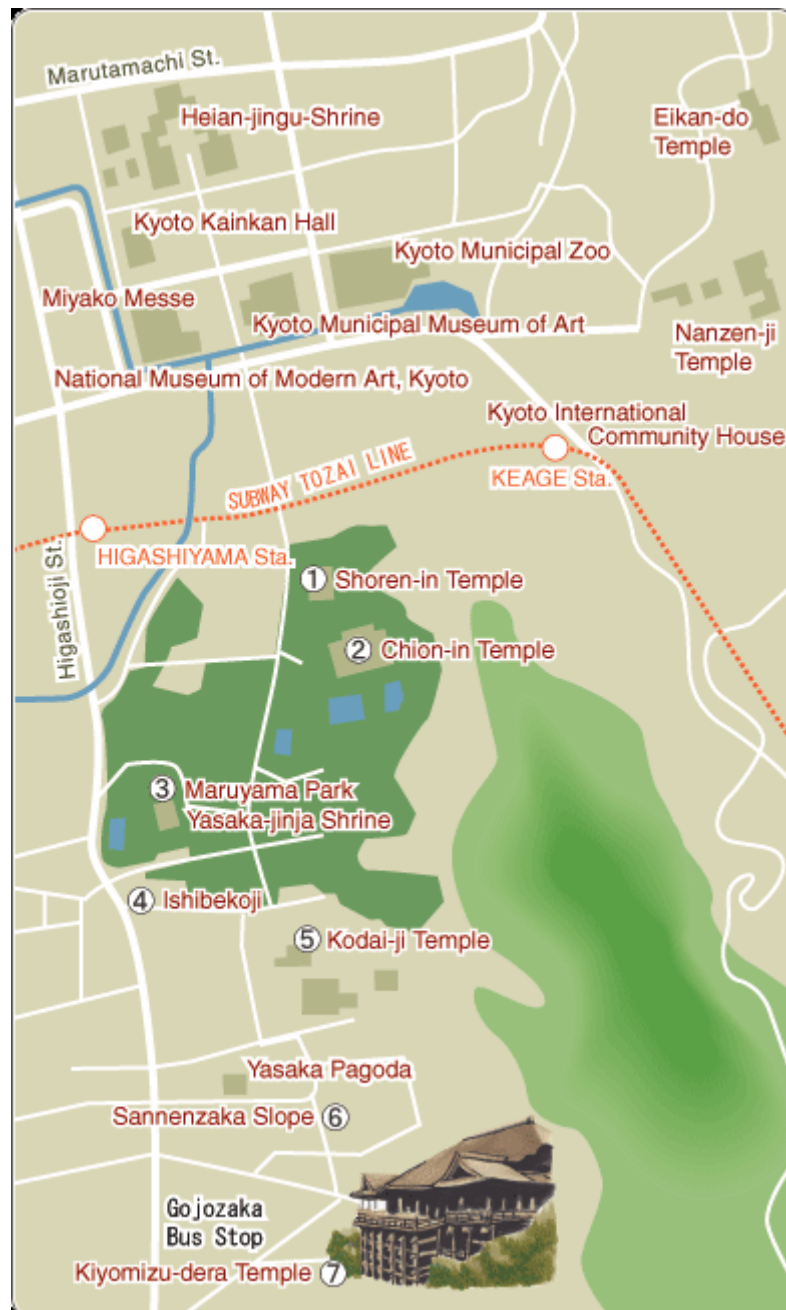 Marutamachi St.
Heian-jingu-Shrine
Eikan-do
Temple
Kyoto Kainkan Hall
Kyoto Municipal Zoo
Miyako Messe
Kyoto Municipal Museum of Art
Nanzen-ji
Temple
National Museum of Modern Art, Kyoto
Kyoto International
Community House
SUBWAY TOZAI LINE
KEAGE Sta.
HIGASHIYAMA Sta.
Higashioji St.
① Shoren-in Temple
② Chion-in Temple
③ Maruyama Park
Yasaka-jinja Shrine
④ Ishibekoji
⑤ Kodai-ji Temple
Yasaka Pagoda
Sannenzaka Slope ⑥
Gojozaka
Bus Stop
Kiyomizu-dera Temple ⑦